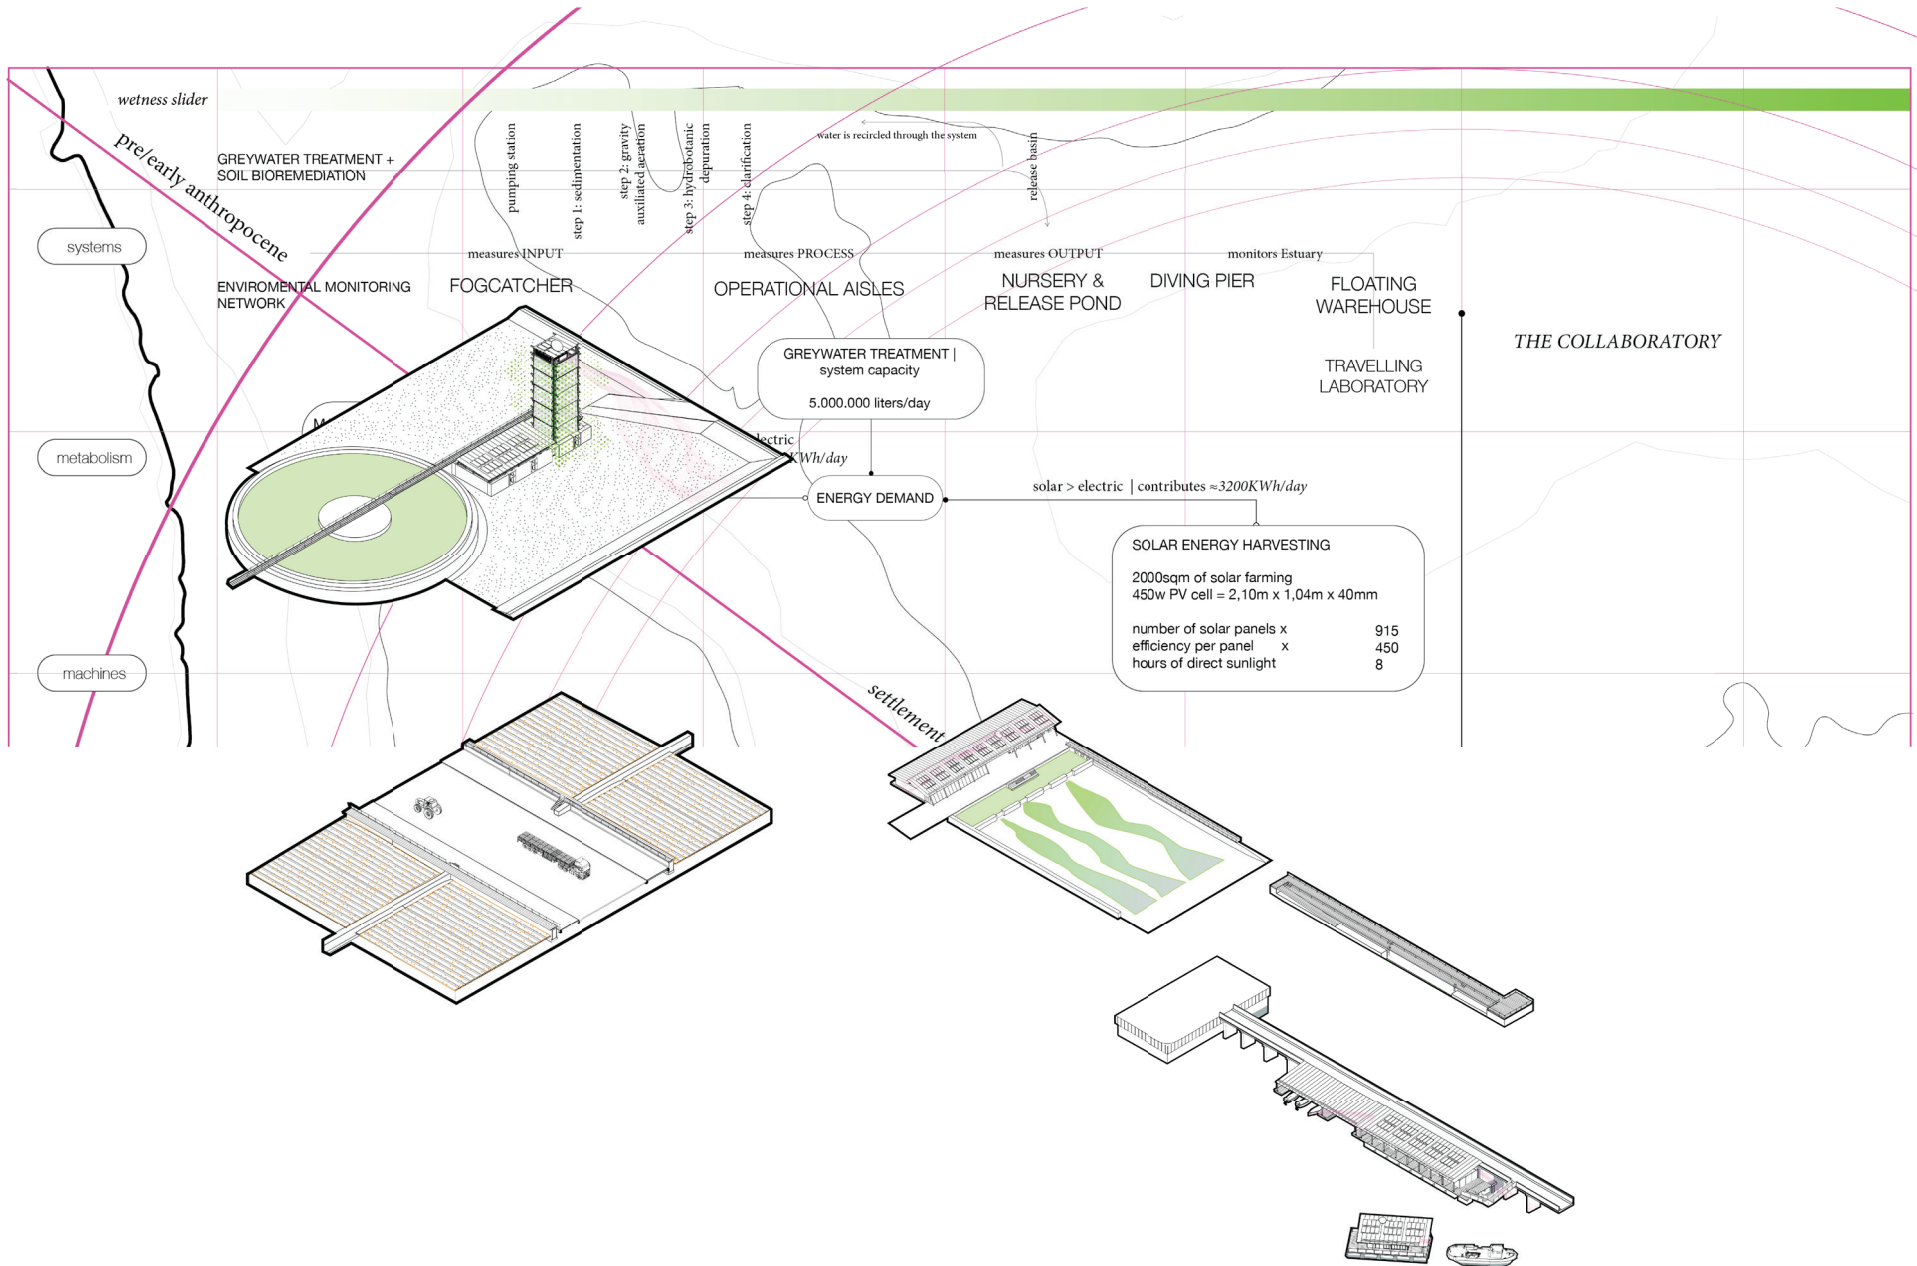 wetness slider
pre/early anthropocene
GREYWATER TREATMENT +
SOIL BIOREMEDIATION
pumping station
step 1: sedimentation
step 2: gravity
auxiliated aeration
step 3: hydrobotanic
depuration
step 4: clarification
water is recircled through the system
release basin
systems
measures INPUT
measures PROCESS
measures OUTPUT
monitors Estuary
ENVIROMENTAL MONITORING
NETWORK
FOGCATCHER
OPERATIONAL AISLES
NURSERY &
RELEASE POND
DIVING PIER
FLOATING
WAREHOUSE
THE COLLABORATORY
TRAVELLING
LABORATORY
GREYWATER TREATMENT |
system capacity
5.000.000 liters/day
metabolism
KWh/day
ENERGY DEMAND
solar > electric | contributes ≈3200KWh/day
SOLAR ENERGY HARVESTING
2000sqm of solar farming
450w PV cell = 2,10m x 1,04m x 40mm
number of solar panels x 915
efficiency per panel x 450
hours of direct sunlight 8
machines
settlement